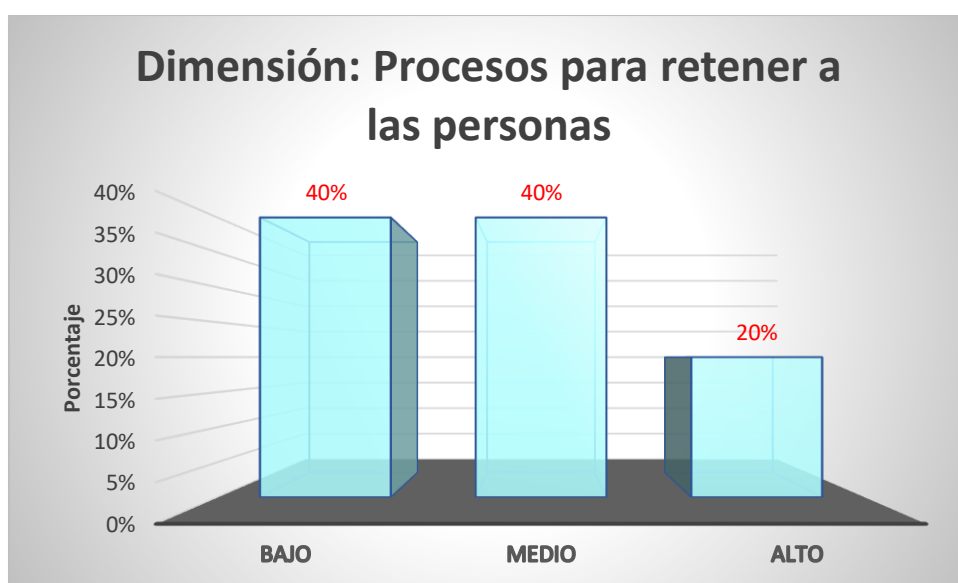 Dimensión: Procesos para retener a
las personas
40%
40%
20%
Porcentaje
40%
35%
30%
25%
20%
15%
10%
5%
0%
BAJO
MEDIO
ALTO